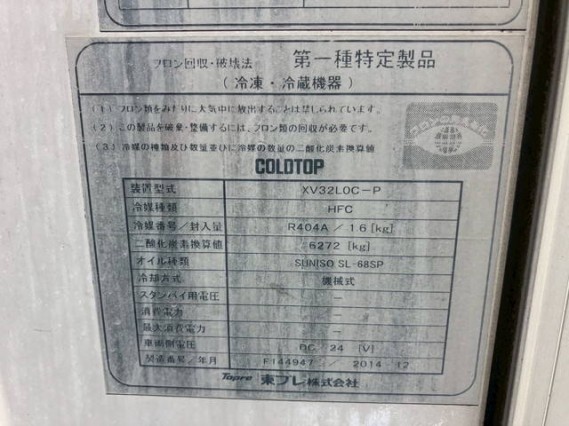 フロン回収・破壊法 第一種特定製品
(冷凍・冷蔵機器)
(1) フロン類をみだりに大気中に放出することは禁じられています。
(2) この製品を廃棄・整備するには、フロン類の回収が必要です。
(3) 冷媒の種類及び数量並びに冷媒の数量の二酸化炭素換算値
フロンの見える化
COLDTOP
装置型式 XV32LOC-P
冷媒種類 HFC
冷媒番号/封入量 R404A / 1.6 [kg]
二酸化炭素換算値 6272 [kg]
オイル種類 SUNISO SL-68SP
冷却方式 機械式
スタンバイ用電圧 —
消費電力 —
最大消費電力 —
車両側電圧 DC/24 [V]
製造番号/年月 F144947 / 2014-12
Topre 東プレ株式会社